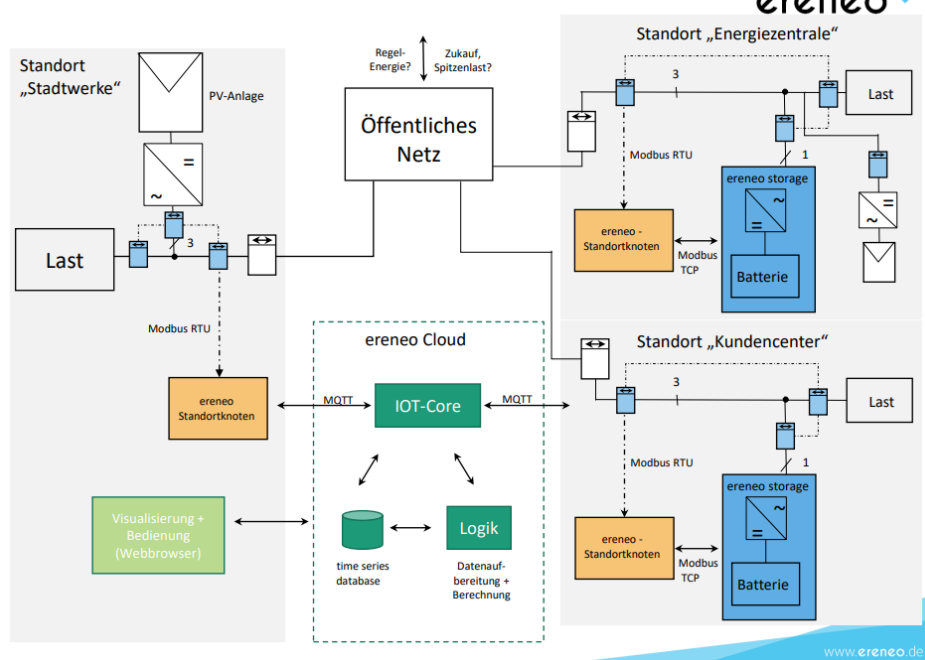 ereneo
Standort
„Stadtwerke“
PV-Anlage
=
~
3
Last
Modbus RTU
ereneo
Standortknoten
Visualisierung +
Bedienung
(Webbrowser)
Regel-
Energie?
Zukauf,
Spitzenlast?
Öffentliches
Netz
ereneo Cloud
MQTT
IOT-Core
MQTT
Logik
time series
database
Datenauf-
bereitung +
Berechnung
Standort „Energiezentrale“
3
Last
Modbus RTU
1
ereneo storage
~
=
Batterie
=
~
ereneo -
Standortknoten
Modbus
TCP
Standort „Kundencenter“
3
Last
Modbus RTU
1
ereneo storage
~
=
Batterie
ereneo -
Standortknoten
Modbus
TCP
www.ereneo.de